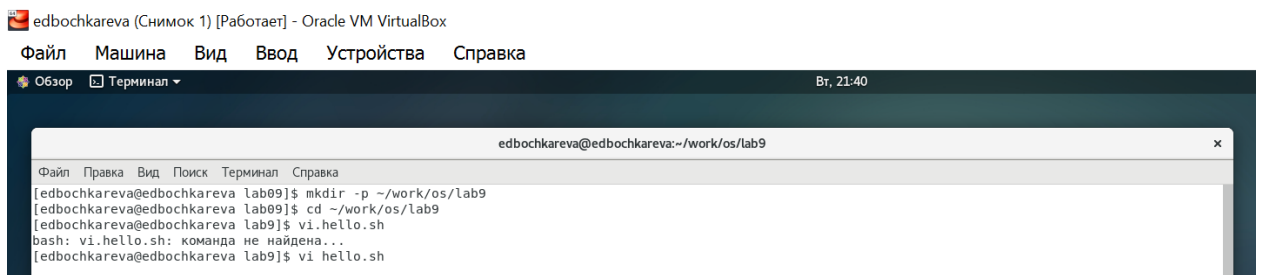 edbochkareva (Снимок 1) [Работает] - Oracle VM VirtualBox
Файл Машина Вид Ввод Устройства Справка
Обзор Терминал Вт, 21:40
edbochkareva@edbochkareva:~/work/os/lab9 ×
Файл Правка Вид Поиск Терминал Справка
[edbochkareva@edbochkareva lab09]$ mkdir -p ~/work/os/lab9
[edbochkareva@edbochkareva lab09]$ cd ~/work/os/lab9
[edbochkareva@edbochkareva lab9]$ vi.hello.sh
bash: vi.hello.sh: команда не найдена...
[edbochkareva@edbochkareva lab9]$ vi hello.sh